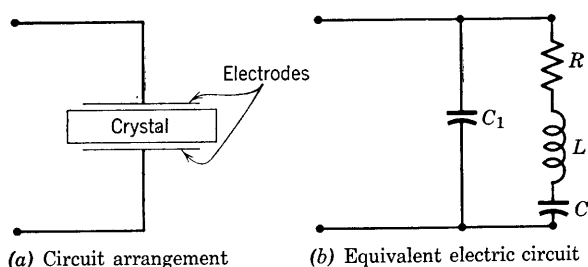 Electrodes
Crystal
C1
R
L
C
(a) Circuit arrangement
(b) Equivalent electric circuit